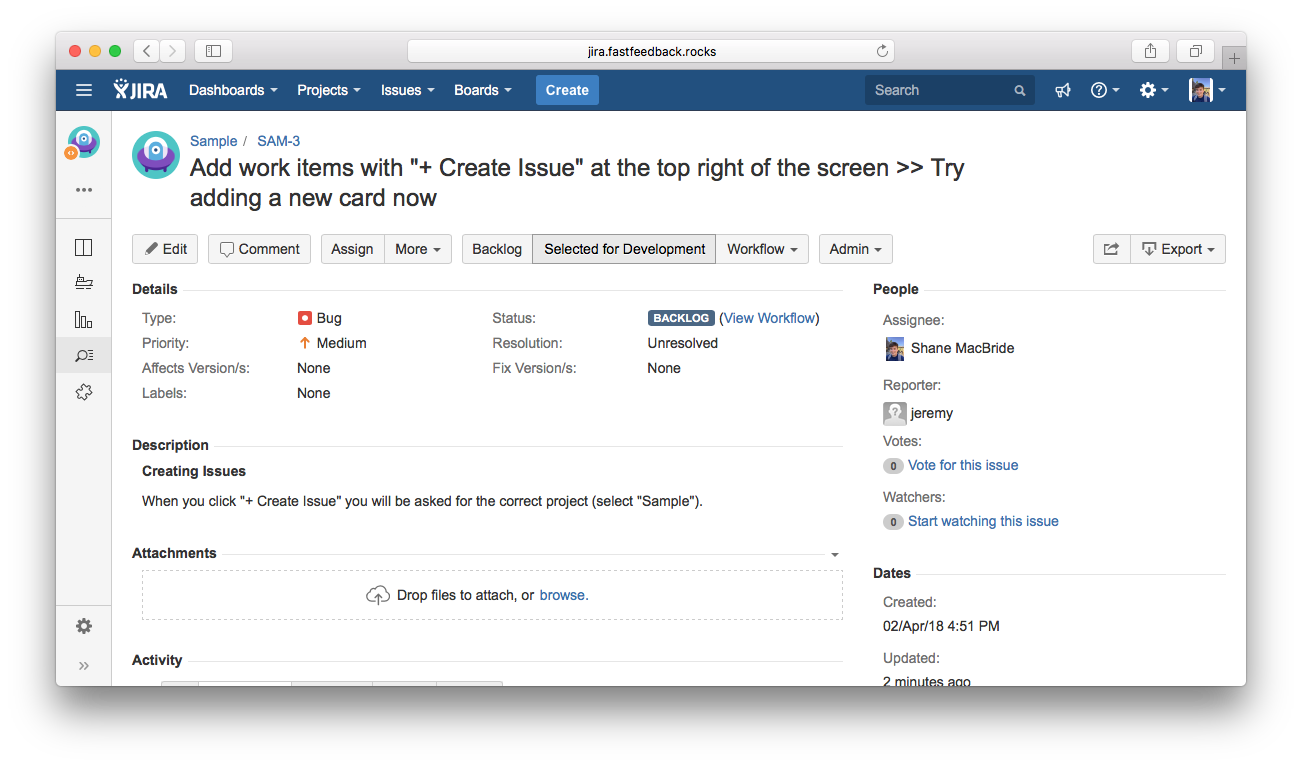 jira.fastfeedback.rocks
JIRA Dashboards Projects Issues Boards Create Search
Sample / SAM-3
Add work items with "+ Create Issue" at the top right of the screen >> Try
adding a new card now
Edit Comment Assign More Backlog Selected for Development Workflow Admin Export
Details
Type: Bug Status: BACKLOG (View Workflow)
Priority: Medium Resolution: Unresolved
Affects Version/s: None Fix Version/s: None
Labels: None
Description
Creating Issues
When you click "+ Create Issue" you will be asked for the correct project (select "Sample").
Attachments
Drop files to attach, or browse.
Activity
People
Assignee:
Shane MacBride
Reporter:
jeremy
Votes:
0 Vote for this issue
Watchers:
0 Start watching this issue
Dates
Created:
02/Apr/18 4:51 PM
Updated:
2 minutes ago